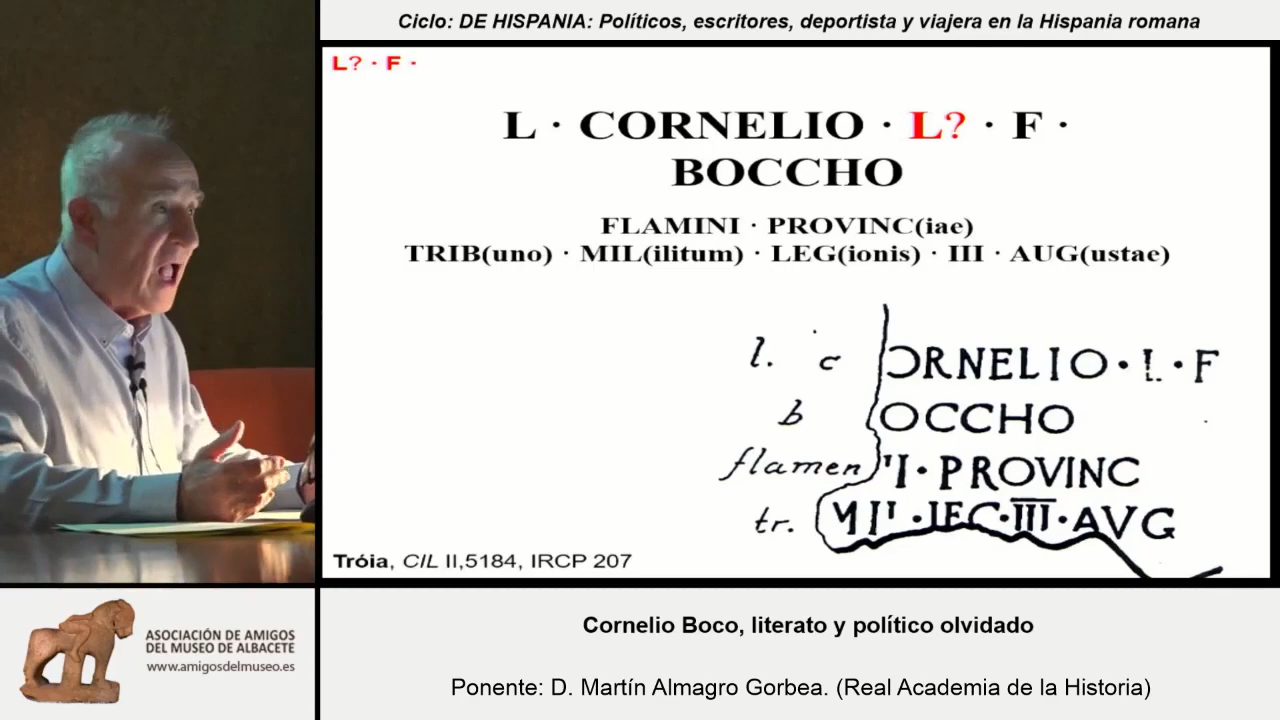 Ciclo: DE HISPANIA: Políticos, escritores, deportista y viajera en la Hispania romana
L? · F ·
L · CORNELIO · L? · F ·
BOCCHO
FLAMINI · PROVINC(iae)
TRIB(uno) · MIL(ilitum) · LEG(ionis) · III · AUG(ustae)
l. c ORNELIO · L · F
b OCCHO
flamen I · PROVINC
tr. MIL · LEG · III · AVG
Tróia, CIL II,5184, IRCP 207
ASOCIACIÓN DE AMIGOS
DEL MUSEO DE ALBACETE
www.amigosdelmuseo.es
Cornelio Boco, literato y político olvidado
Ponente: D. Martín Almagro Gorbea. (Real Academia de la Historia)